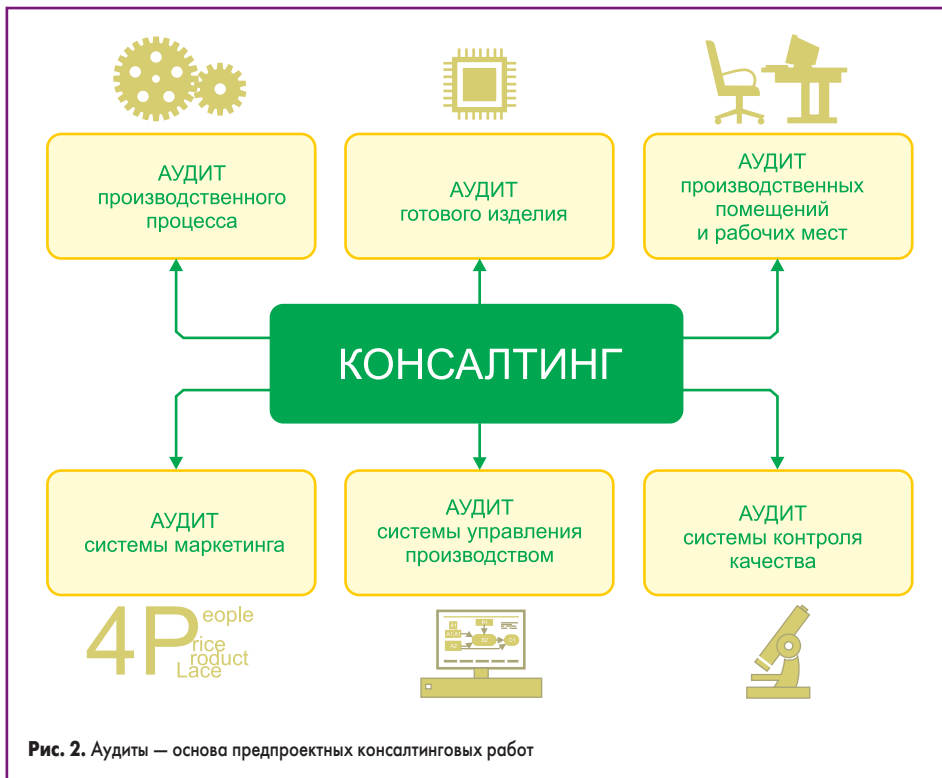 АУДИТ
производственного
процесса
АУДИТ
готового изделия
АУДИТ
производственных
помещений
и рабочих мест
КОНСАЛТИНГ
АУДИТ
системы маркетинга
АУДИТ
системы управления
производством
АУДИТ
системы контроля
качества
4P
eople
rice
roduct
Lace
Рис. 2. Аудиты — основа предпроектных консалтинговых работ